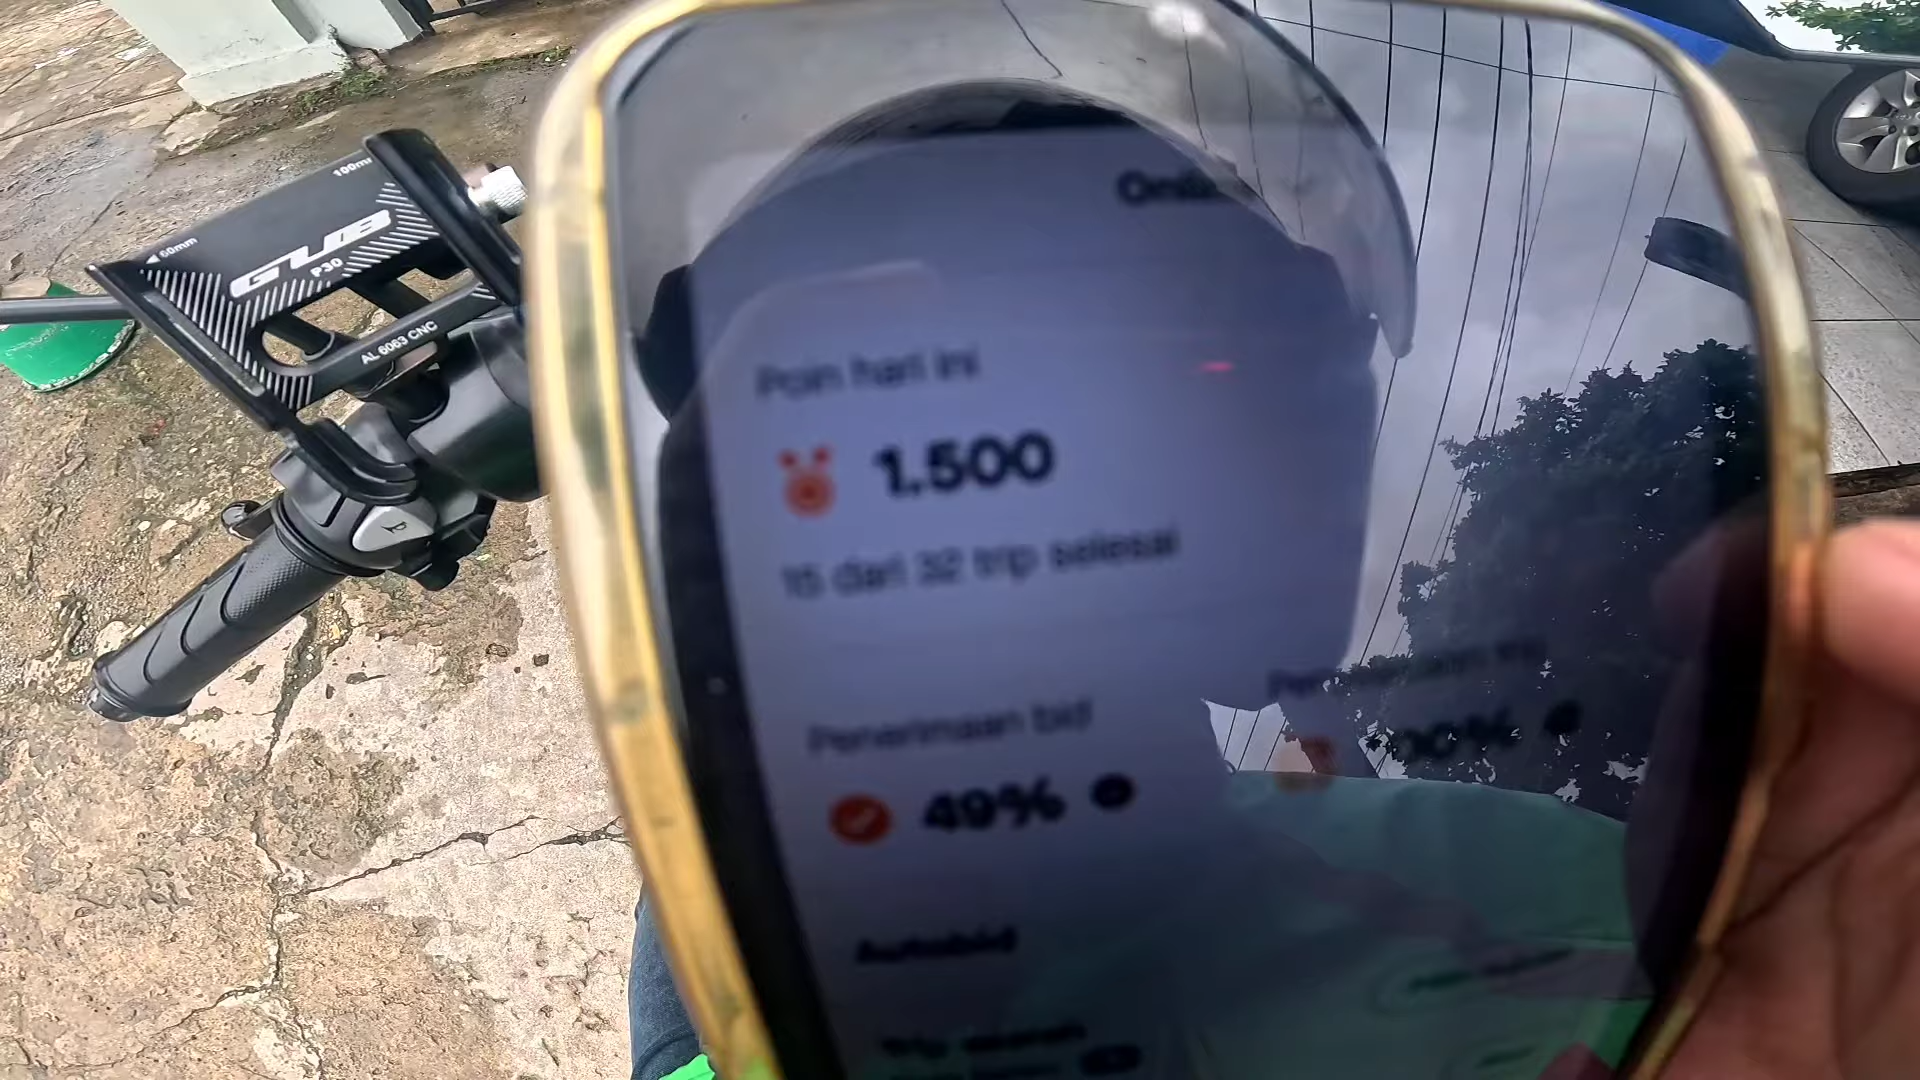 100mm
60mm
GUB
P30
AL 6063 CNC
Poin hari ini
1.500
15 dari 32 trip selesai
Penerimaan bid
49%
Autobid